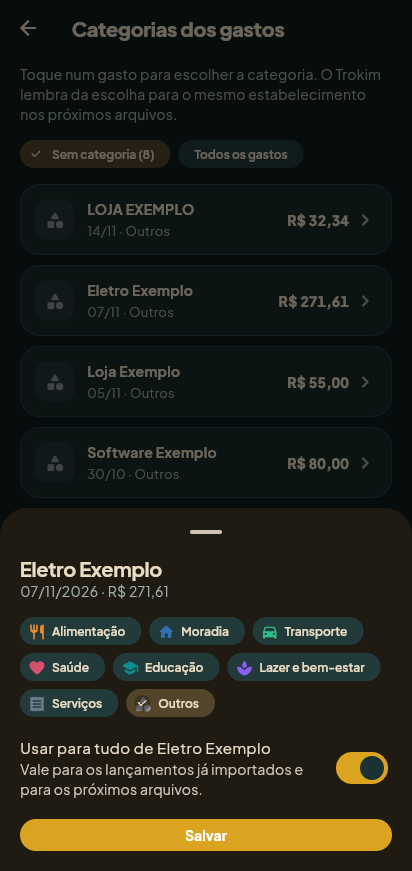 Categorias dos gastos
Toque num gasto para escolher a categoria. O Trokim
lembra da escolha para o mesmo estabelecimento
nos próximos arquivos.
Sem categoria (8)
Todos os gastos
LOJA EXEMPLO
14/11 · Outros
R$ 32,34
Eletro Exemplo
07/11 · Outros
R$ 271,61
Loja Exemplo
05/11 · Outros
R$ 55,00
Software Exemplo
30/10 · Outros
R$ 80,00
Eletro Exemplo
07/11/2026 · R$ 271,61
Alimentação
Moradia
Transporte
Saúde
Educação
Lazer e bem-estar
Serviços
Outros
Usar para tudo de Eletro Exemplo
Vale para os lançamentos já importados e
para os próximos arquivos.
Salvar